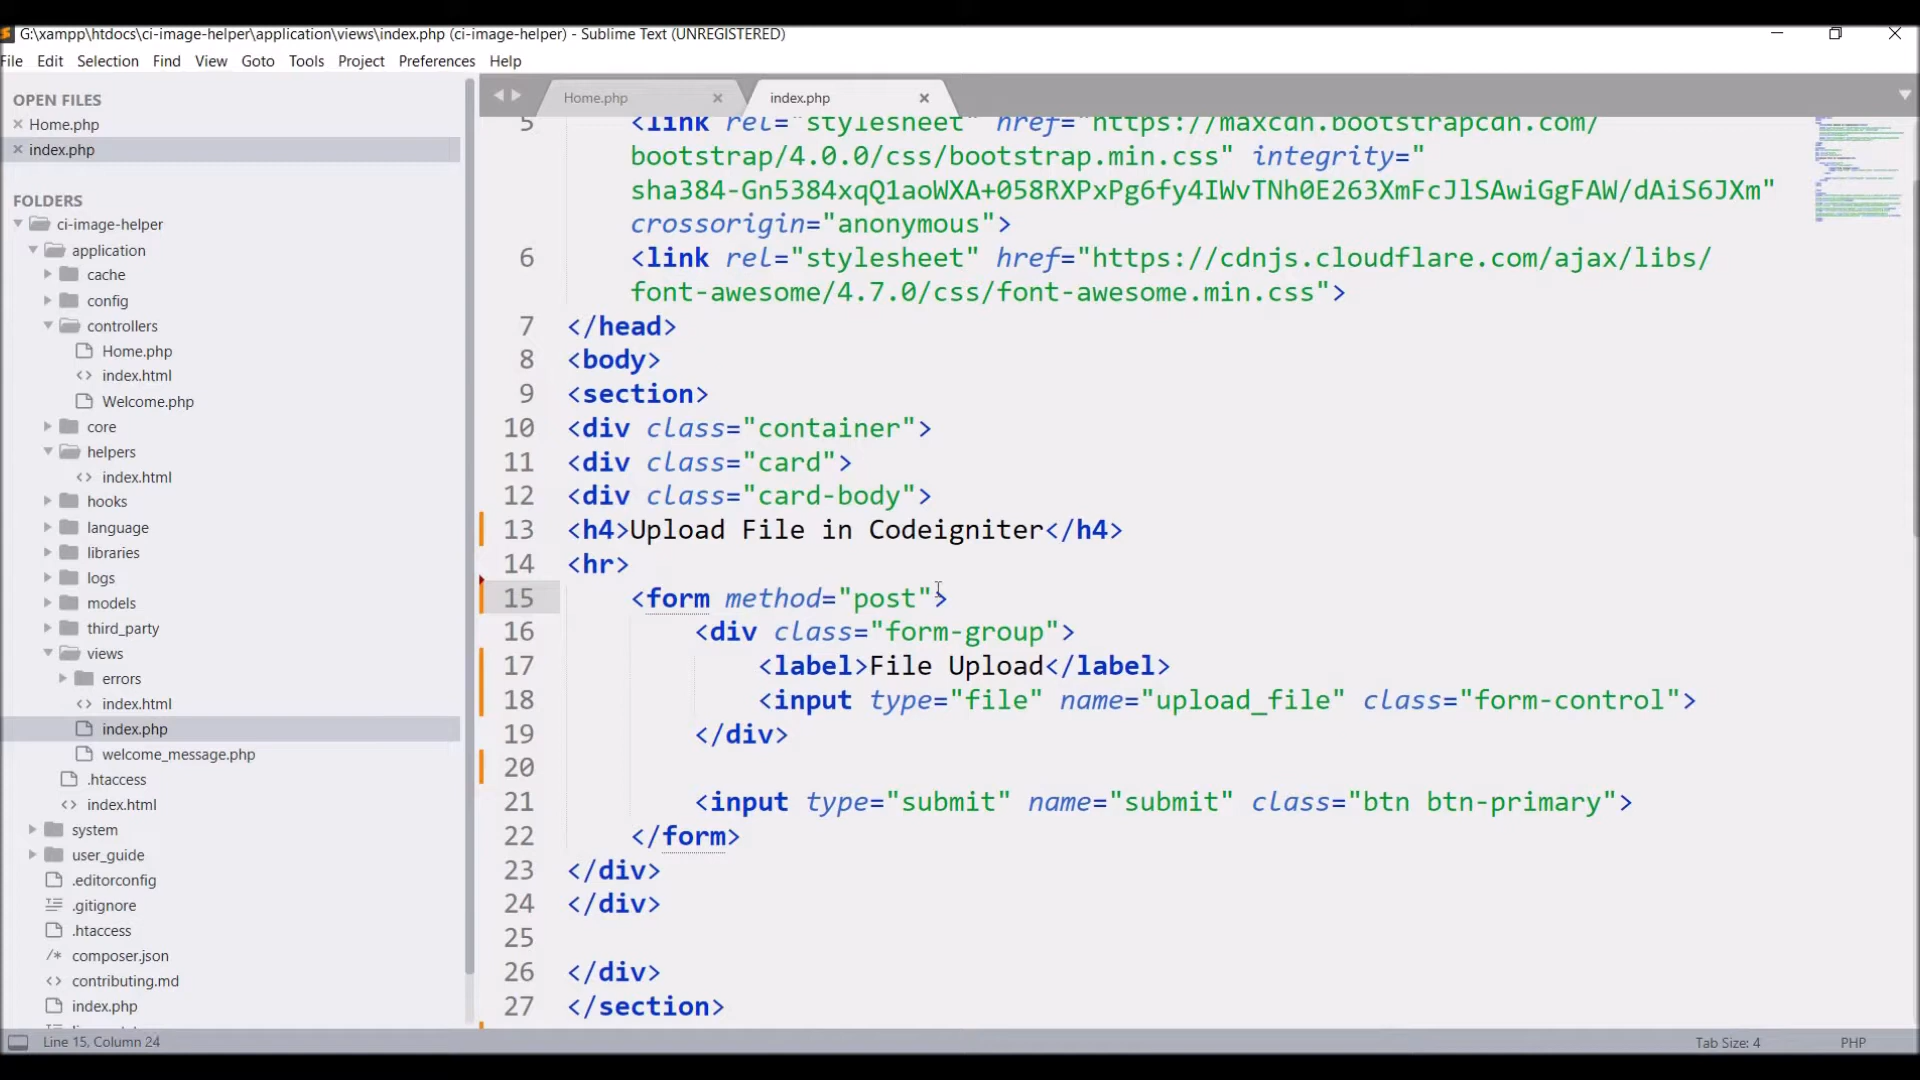 G:\xampp\htdocs\ci-image-helper\application\views\index.php (ci-image-helper) - Sublime Text (UNREGISTERED)
File Edit Selection Find View Goto Tools Project Preferences Help
OPEN FILES
Home.php
index.php
FOLDERS
ci-image-helper
application
cache
config
controllers
Home.php
index.html
Welcome.php
core
helpers
index.html
hooks
language
libraries
logs
models
third_party
views
errors
index.html
index.php
welcome_message.php
.htaccess
index.html
system
user_guide
.editorconfig
.gitignore
.htaccess
composer.json
contributing.md
index.php
Home.php
index.php
5 <link rel="stylesheet" href="https://maxcdn.bootstrapcdn.com/
bootstrap/4.0.0/css/bootstrap.min.css" integrity="
sha384-Gn5384xqQ1aoWXA+058RXPxPg6fy4IWvTNh0E263XmFcJlSAwiGgFAW/dAiS6JXm"
crossorigin="anonymous">
6 <link rel="stylesheet" href="https://cdnjs.cloudflare.com/ajax/libs/
font-awesome/4.7.0/css/font-awesome.min.css">
7 </head>
8 <body>
9 <section>
10 <div class="container">
11 <div class="card">
12 <div class="card-body">
13 <h4>Upload File in Codeigniter</h4>
14 <hr>
15 <form method="post">
16 <div class="form-group">
17 <label>File Upload</label>
18 <input type="file" name="upload_file" class="form-control">
19 </div>
20
21 <input type="submit" name="submit" class="btn btn-primary">
22 </form>
23 </div>
24 </div>
25
26 </div>
27 </section>
Line 15, Column 24
Tab Size: 4
PHP